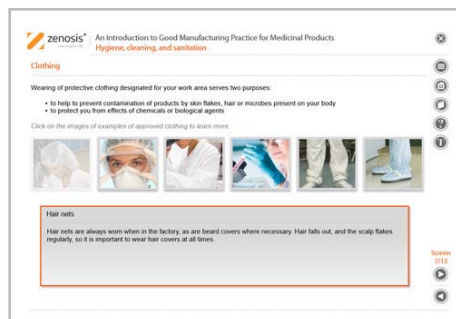 zenosis
An Introduction to Good Manufacturing Practice for Medicinal Products
Hygiene, cleaning, and sanitation
Clothing
Wearing of protective clothing designated for your work area serves two purposes:
• to help to prevent contamination of products by skin flakes, hair or microbes present on your body
• to protect you from effects of chemicals or biological agents
Click on the images of examples of approved clothing to learn more.
Hair nets
Hair nets are always worn when in the factory, as are beard covers where necessary. Hair falls out, and the scalp flakes
regularly, so it is important to wear hair covers at all times.
Screen
7/13